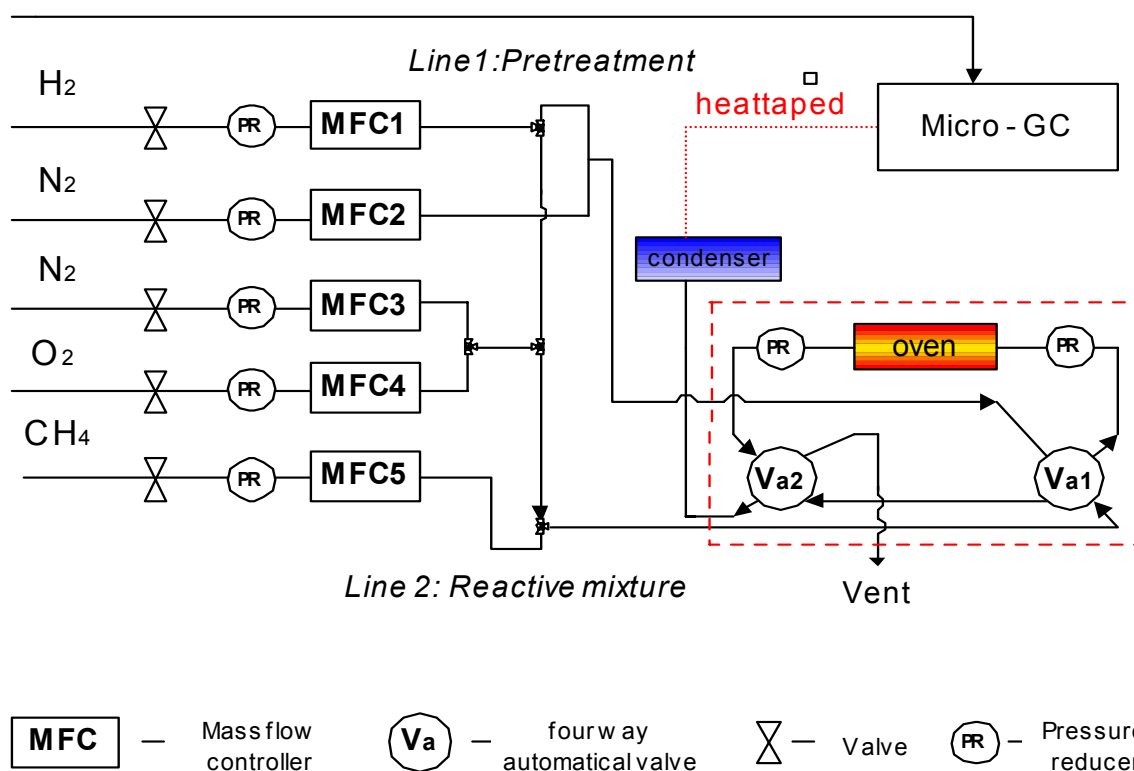 Line1:Pretreatment
H2
PR
MFC1
heattaped
Micro - GC
N2
PR
MFC2
condenser
N2
PR
MFC3
PR
oven
PR
O2
PR
MFC4
CH4
PR
MFC5
Va2
Va1
Line 2: Reactive mixture
Vent
MFC
—
Mass flow
controller
Va
—
four way
automatical valve
—
Valve
PR
–
Pressure
reducer